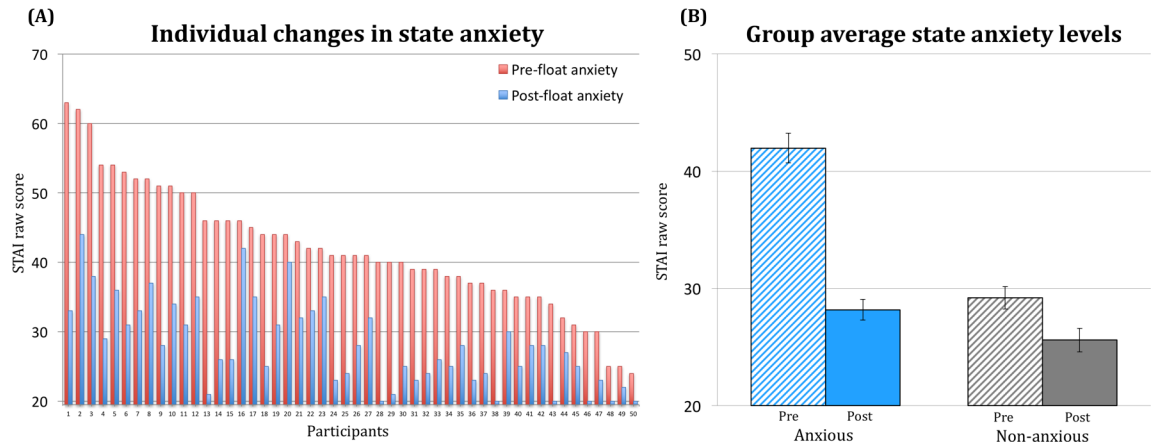 (A)
Individual changes in state anxiety
70
60
50
40
30
20
STAI raw score
Pre-float anxiety
Post-float anxiety
1 2 3 4 5 6 7 8 9 10 11 12 13 14 15 16 17 18 19 20 21 22 23 24 25 26 27 28 29 30 31 32 33 34 35 36 37 38 39 40 41 42 43 44 45 46 47 48 49 50
Participants
(B)
Group average state anxiety levels
50
40
30
20
STAI raw score
Pre Post Pre Post
Anxious Non-anxious